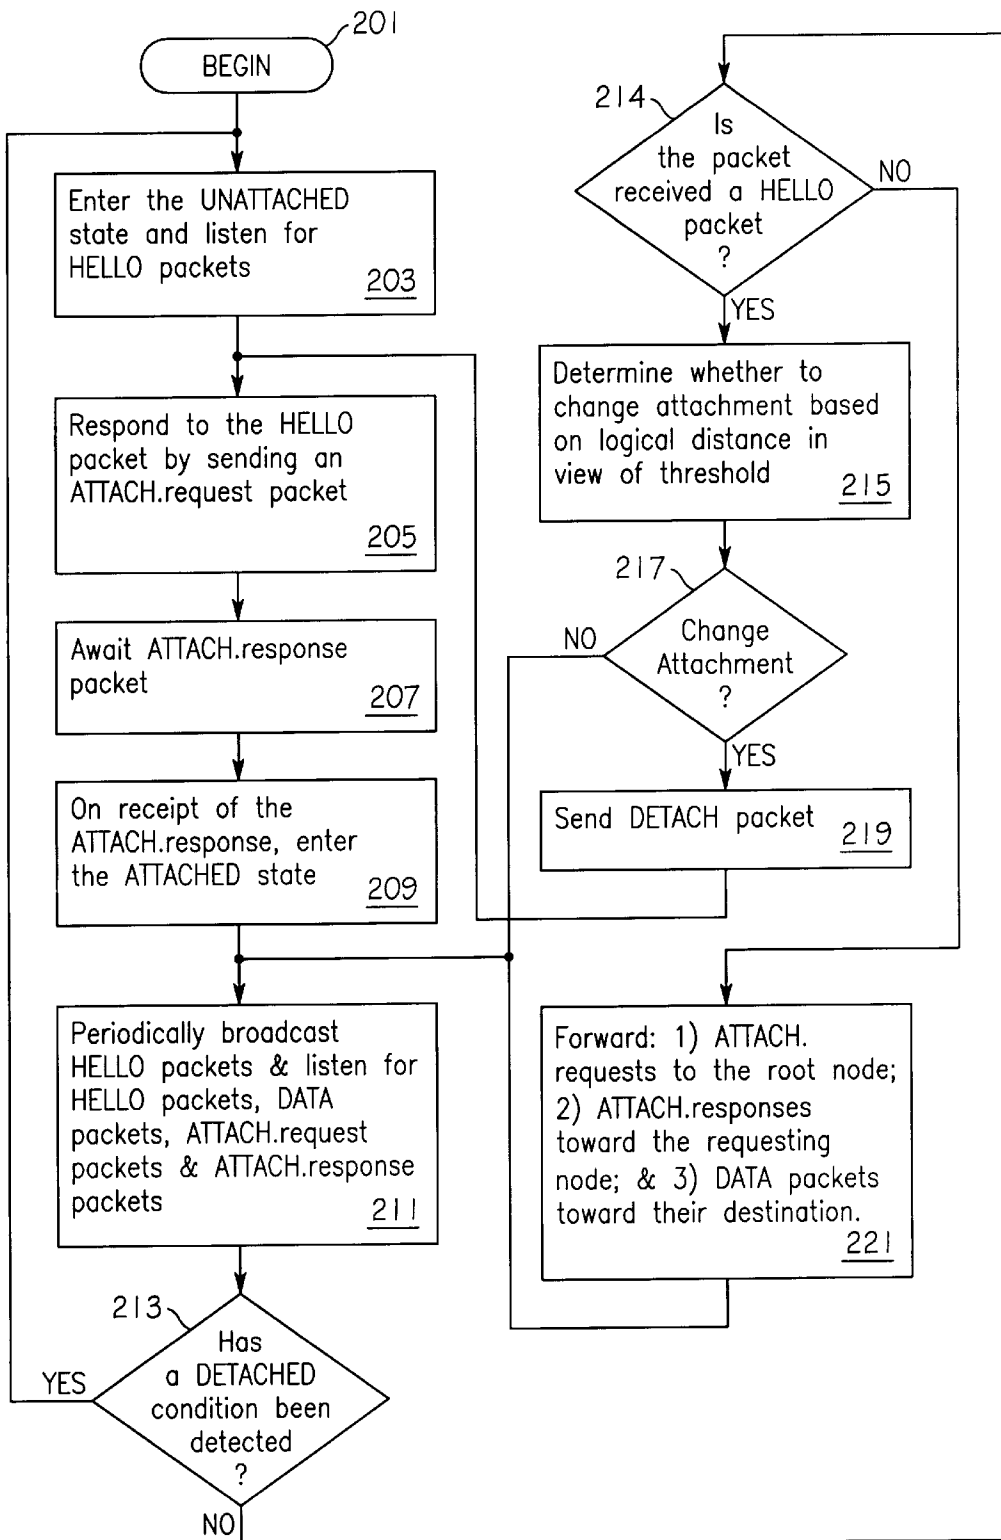 201
BEGIN
Enter the UNATTACHED
state and listen for
HELLO packets
203
Respond to the HELLO
packet by sending an
ATTACH.request packet
205
Await ATTACH.response
packet
207
On receipt of the
ATTACH.response, enter
the ATTACHED state
209
Periodically broadcast
HELLO packets & listen for
HELLO packets, DATA
packets, ATTACH.request
packets & ATTACH.response
packets
211
213
Has
a DETACHED
condition been
detected
?
YES
NO
214
Is
the packet
received a HELLO
packet
?
NO
YES
Determine whether to
change attachment based
on logical distance in
view of threshold
215
217
Change
Attachment
?
NO
YES
Send DETACH packet
219
Forward: 1) ATTACH.
requests to the root node;
2) ATTACH.responses
toward the requesting
node; & 3) DATA packets
toward their destination.
221